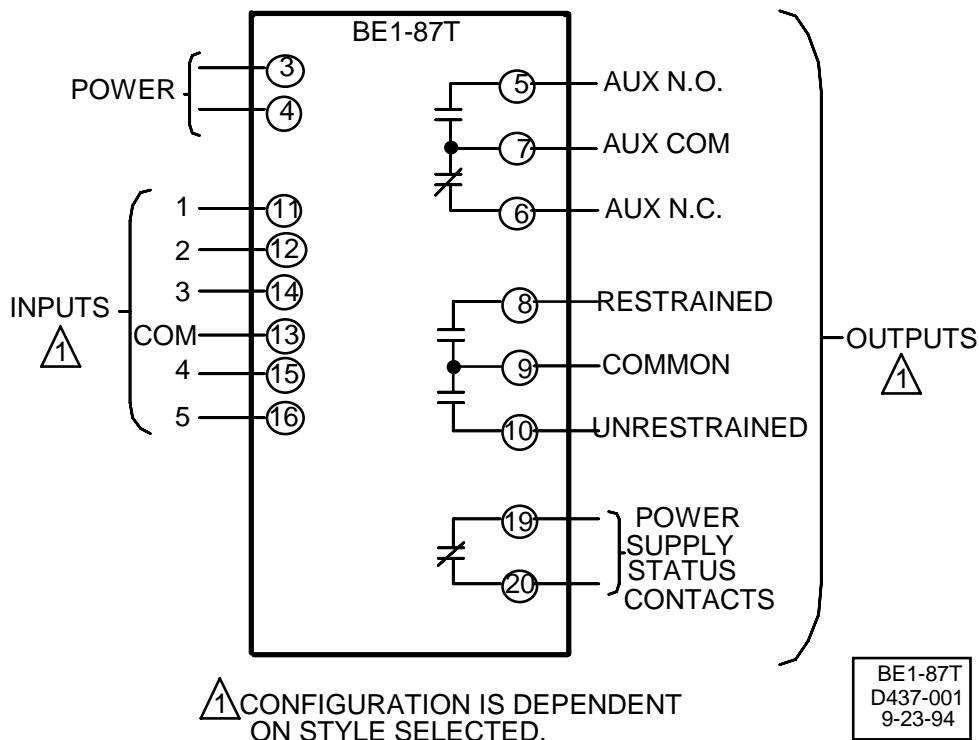 BE1-87T
POWER
3
4
INPUTS
1
1 11
2 12
3 14
COM 13
4 15
5 16
5 AUX N.O.
7 AUX COM
6 AUX N.C.
8 RESTRAINED
9 COMMON
10 UNRESTRAINED
19
20
POWER
SUPPLY
STATUS
CONTACTS
OUTPUTS
1
1 CONFIGURATION IS DEPENDENT
ON STYLE SELECTED.
BE1-87T
D437-001
9-23-94